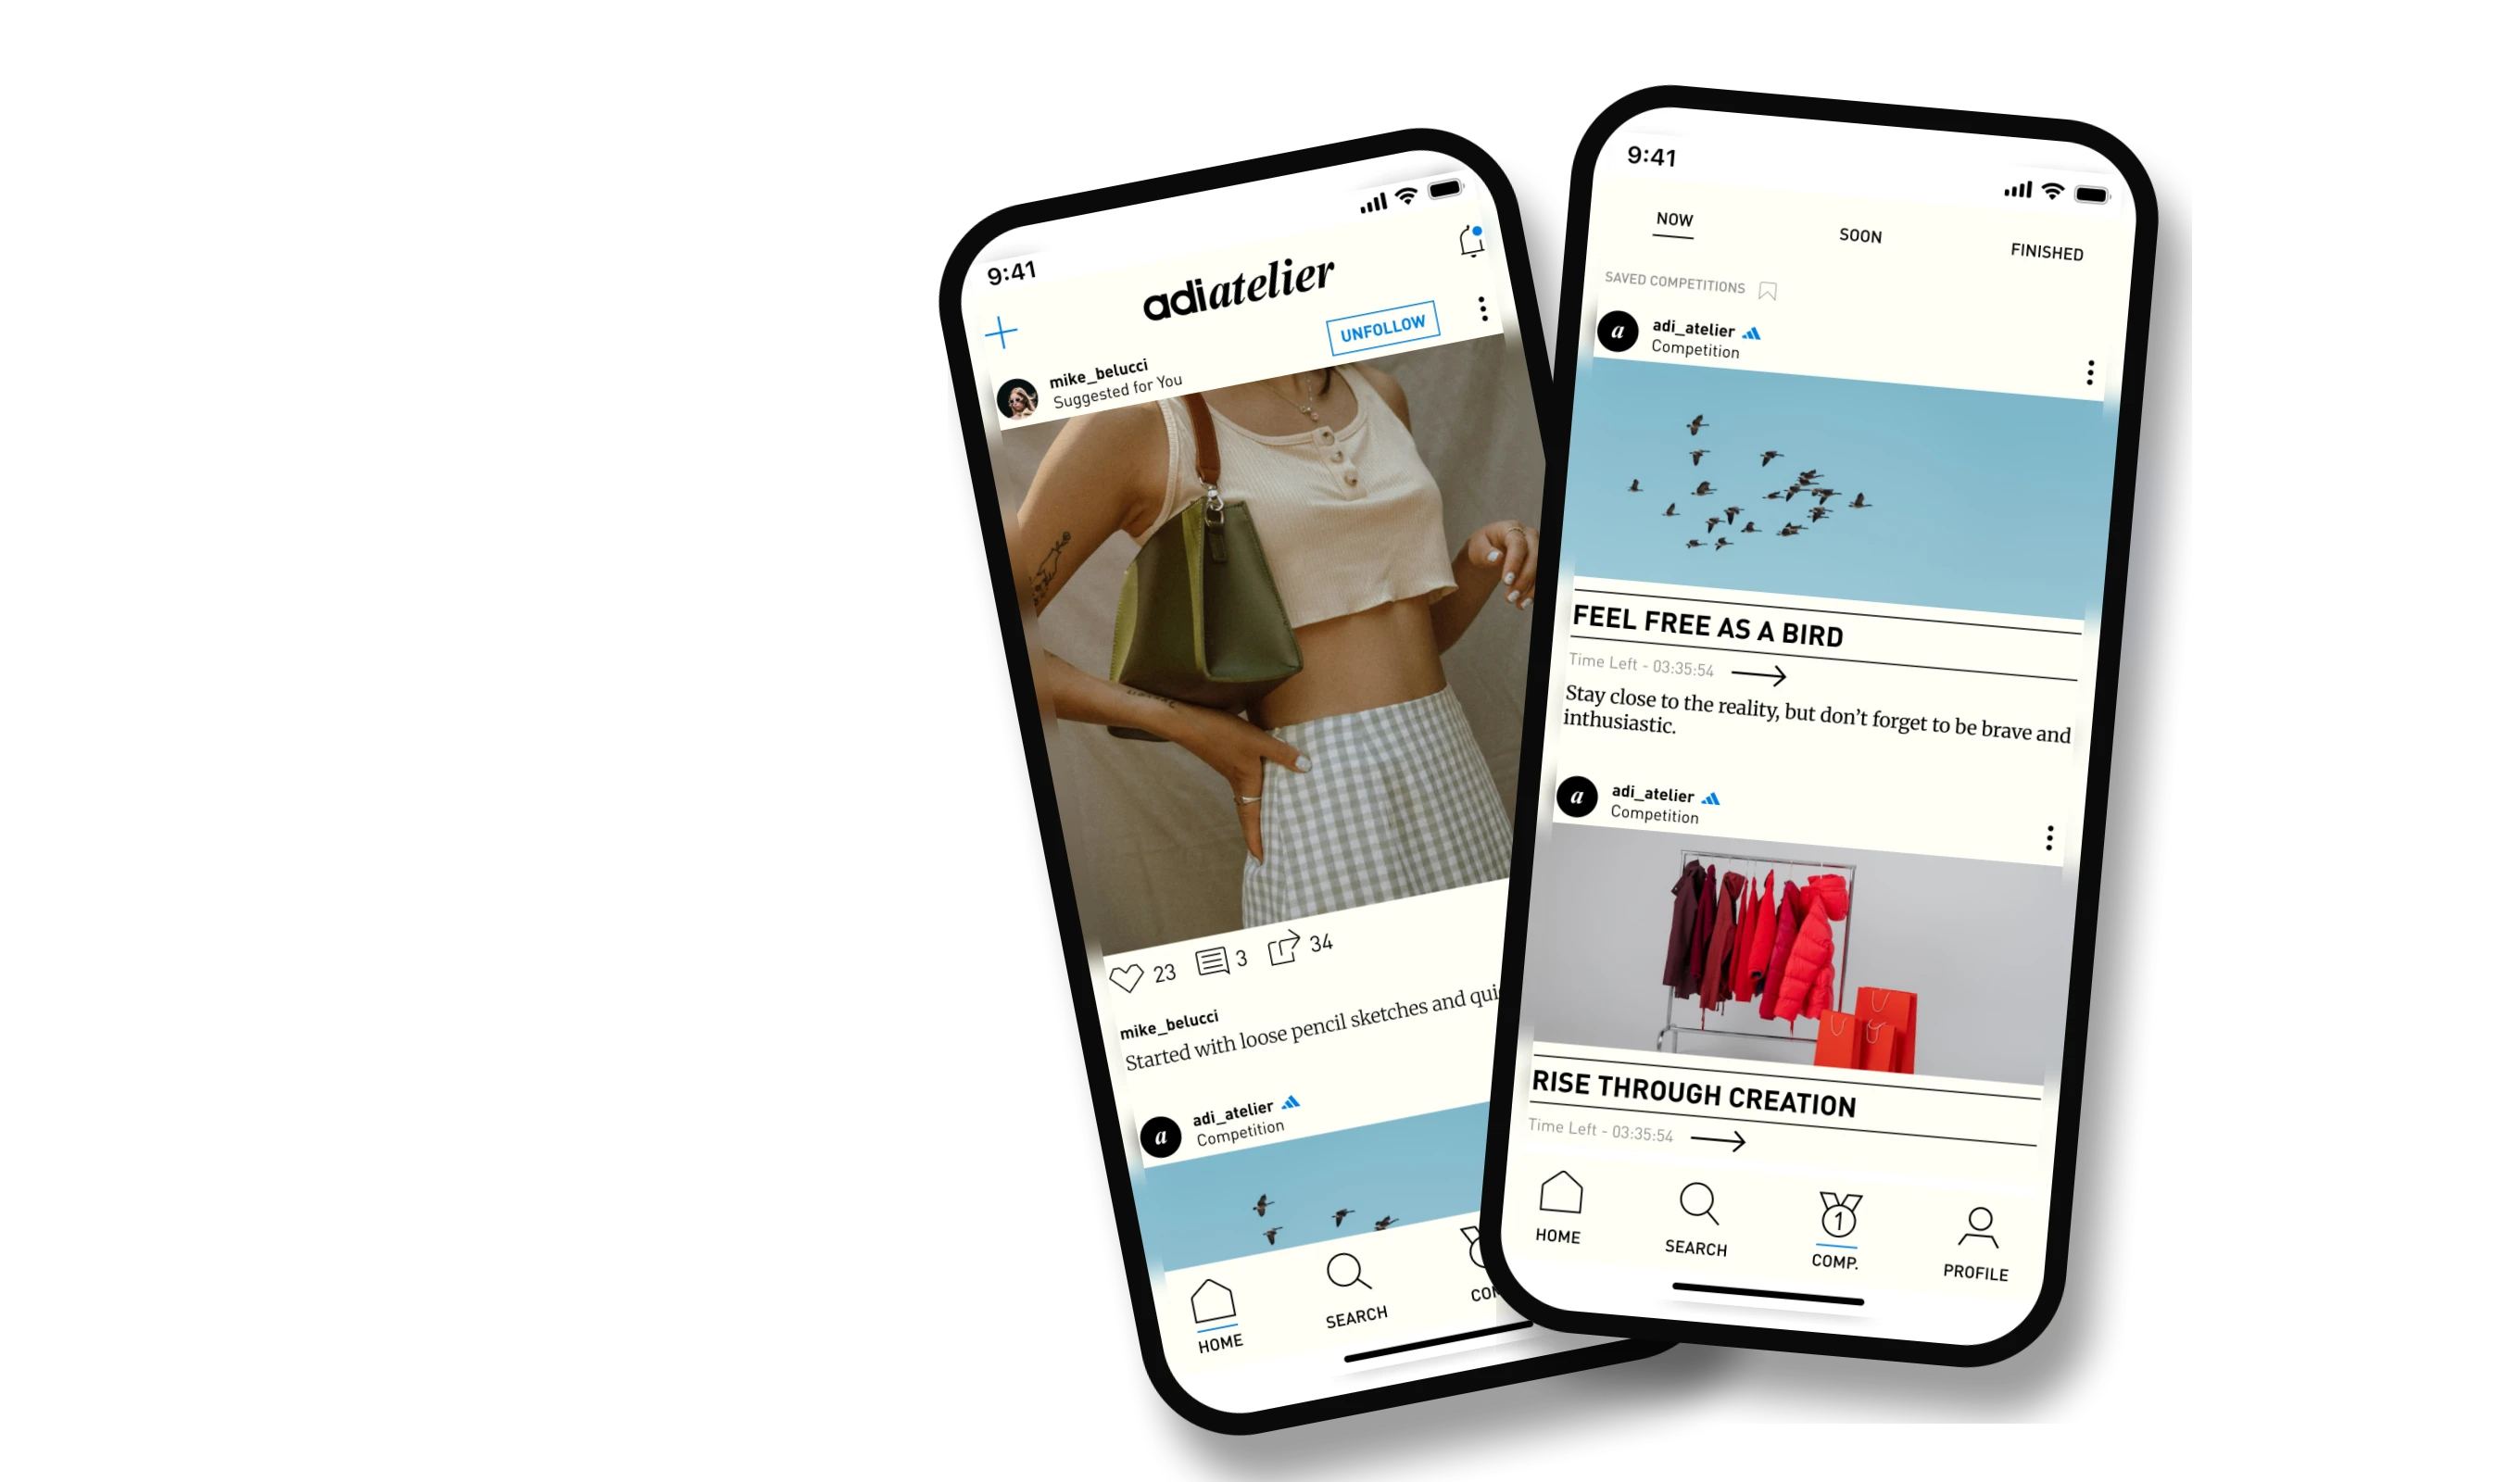 9:41
adiatelier
UNFOLLOW
mike_belucci
Suggested for You
23 3 34
mike_belucci
Started with loose pencil sketches and
adi_atelier
Competition
a
HOME
SEARCH
9:41
NOW
SOON
FINISHED
SAVED COMPETITIONS
a
adi_atelier
Competition
FEEL FREE AS A BIRD
Time Left - 03:35:54
Stay close to the reality, but don’t forget to be brave and
inthusiastic.
a
adi_atelier
Competition
RISE THROUGH CREATION
Time Left - 03:35:54
1
HOME
SEARCH
COMP.
PROFILE